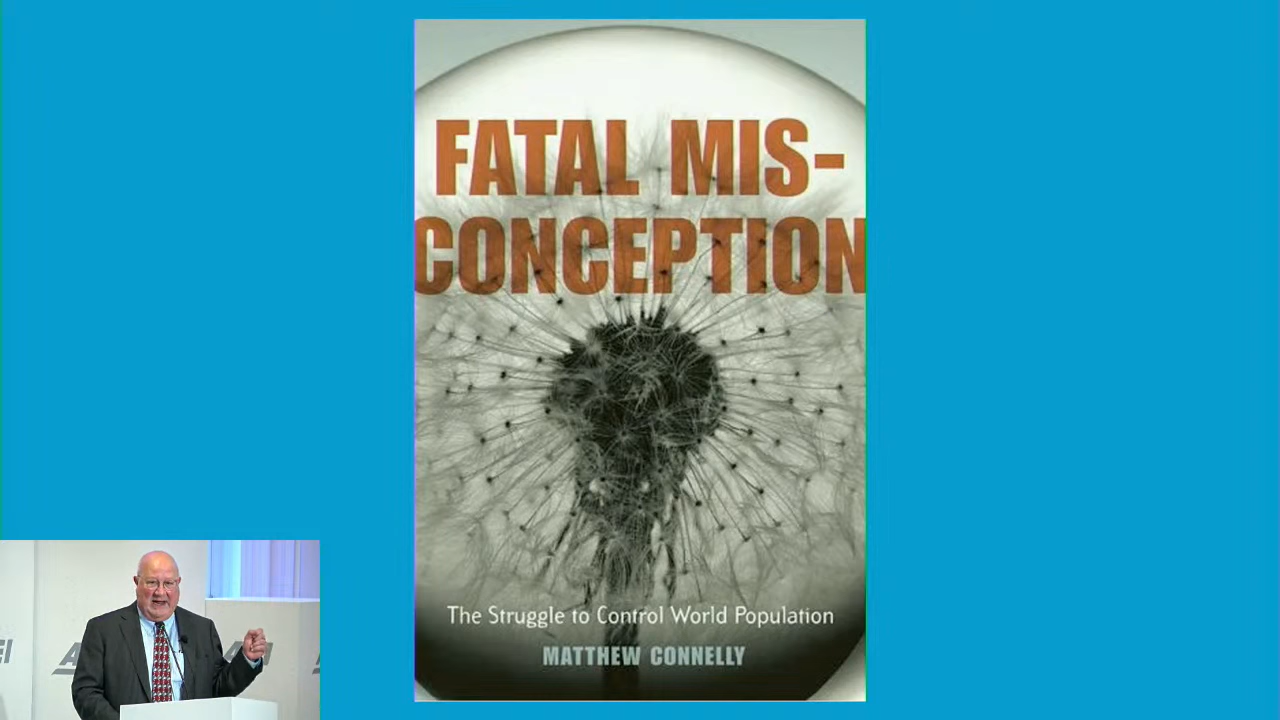 FATAL MIS-
CONCEPTION
The Struggle to Control World Population
MATTHEW CONNELLY